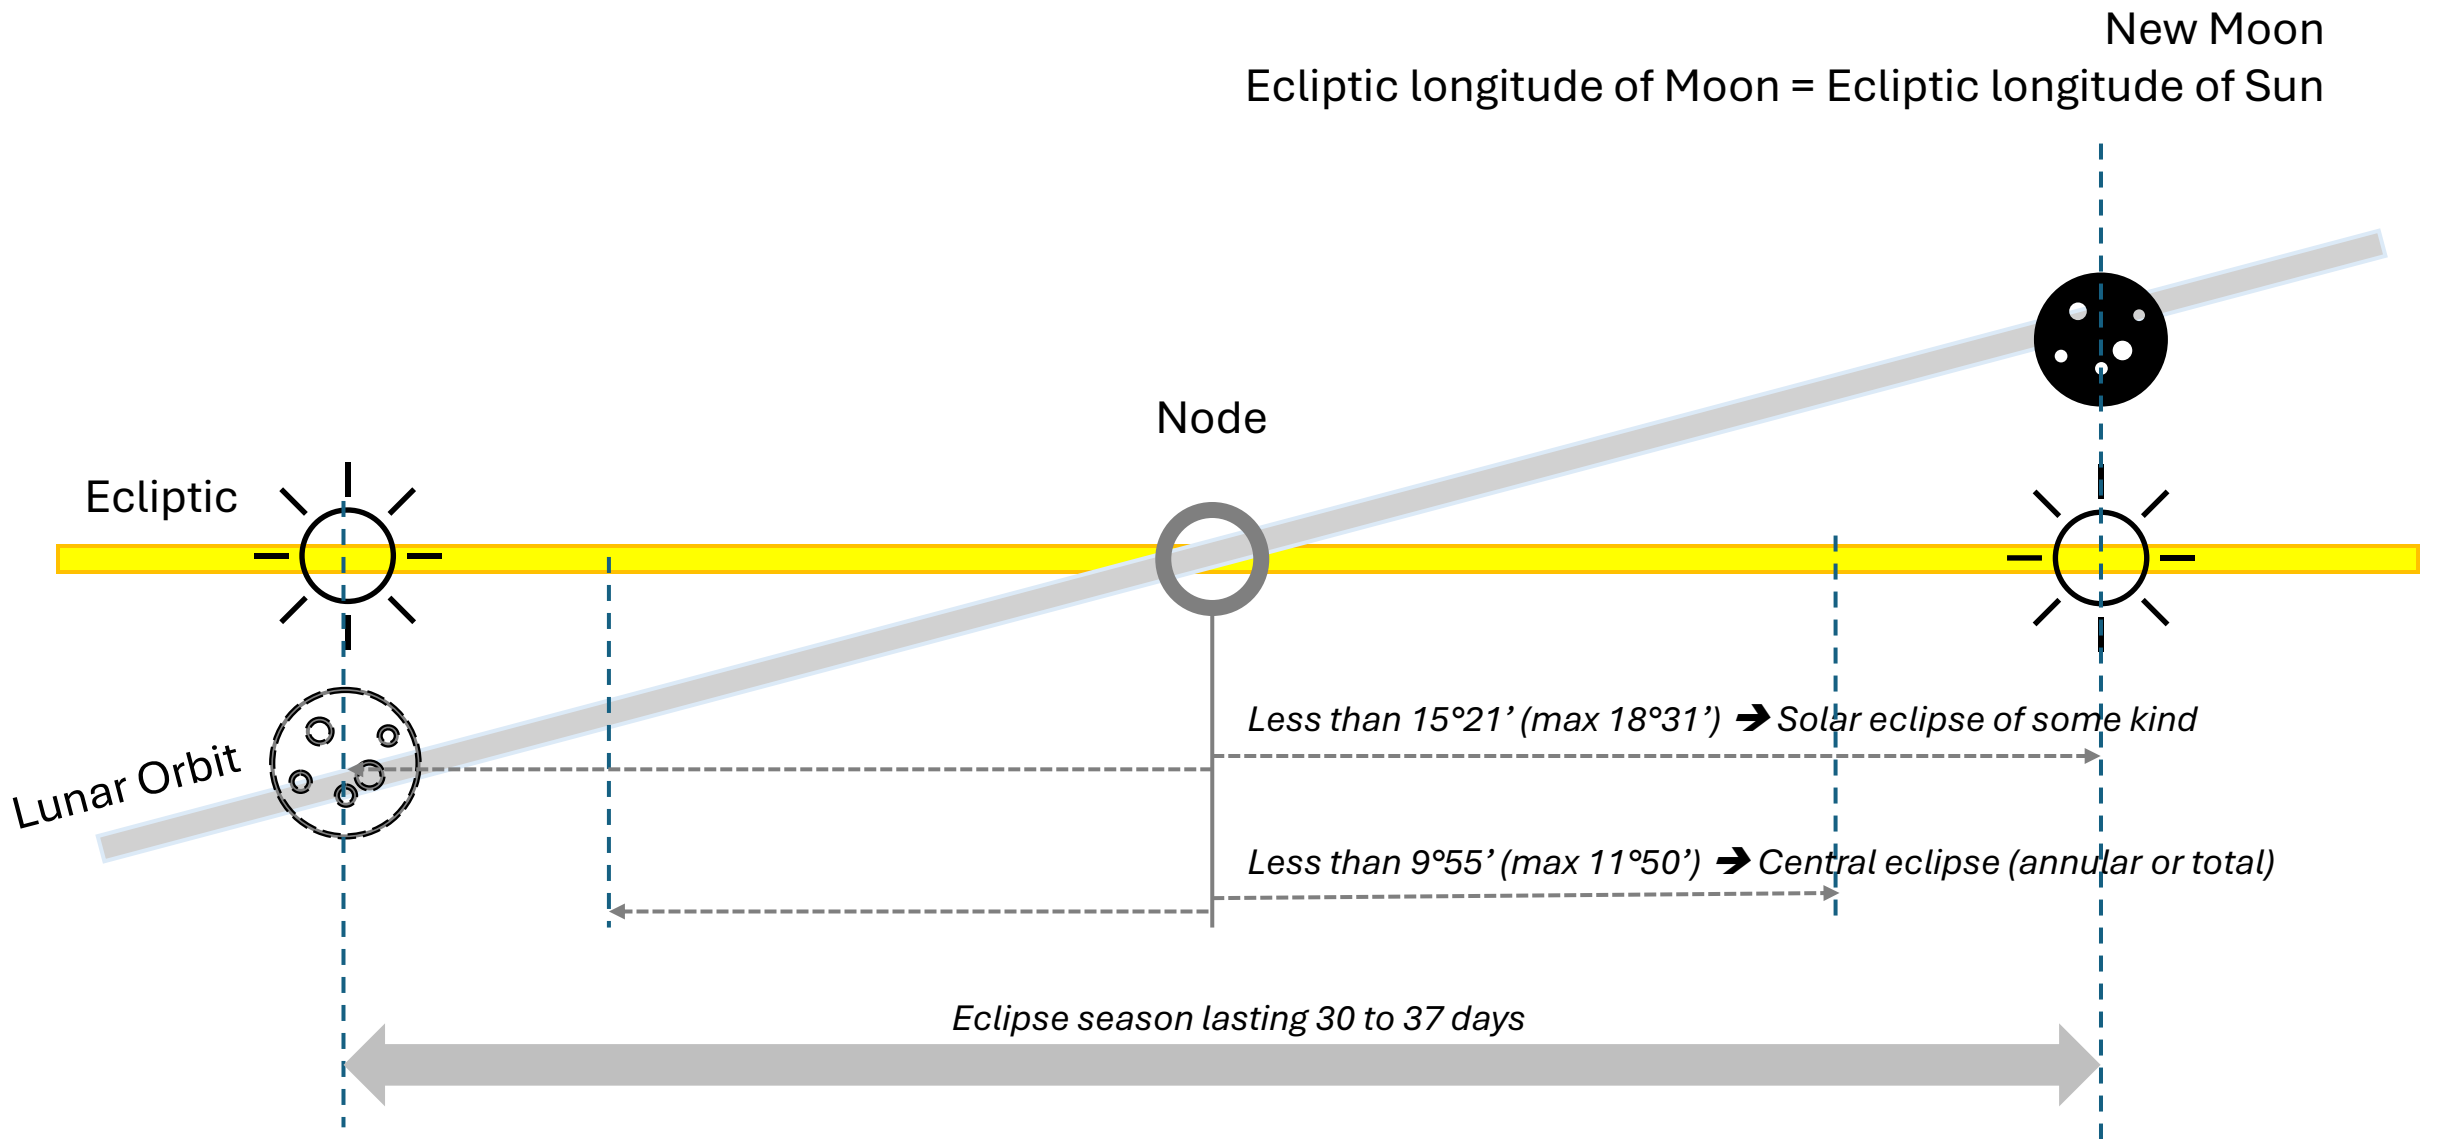 New Moon
Ecliptic longitude of Moon = Ecliptic longitude of Sun
Node
Ecliptic
Less than 15°21’ (max 18°31’) ➔ Solar eclipse of some kind
Lunar Orbit
Less than 9°55’ (max 11°50’) ➔ Central eclipse (annular or total)
Eclipse season lasting 30 to 37 days